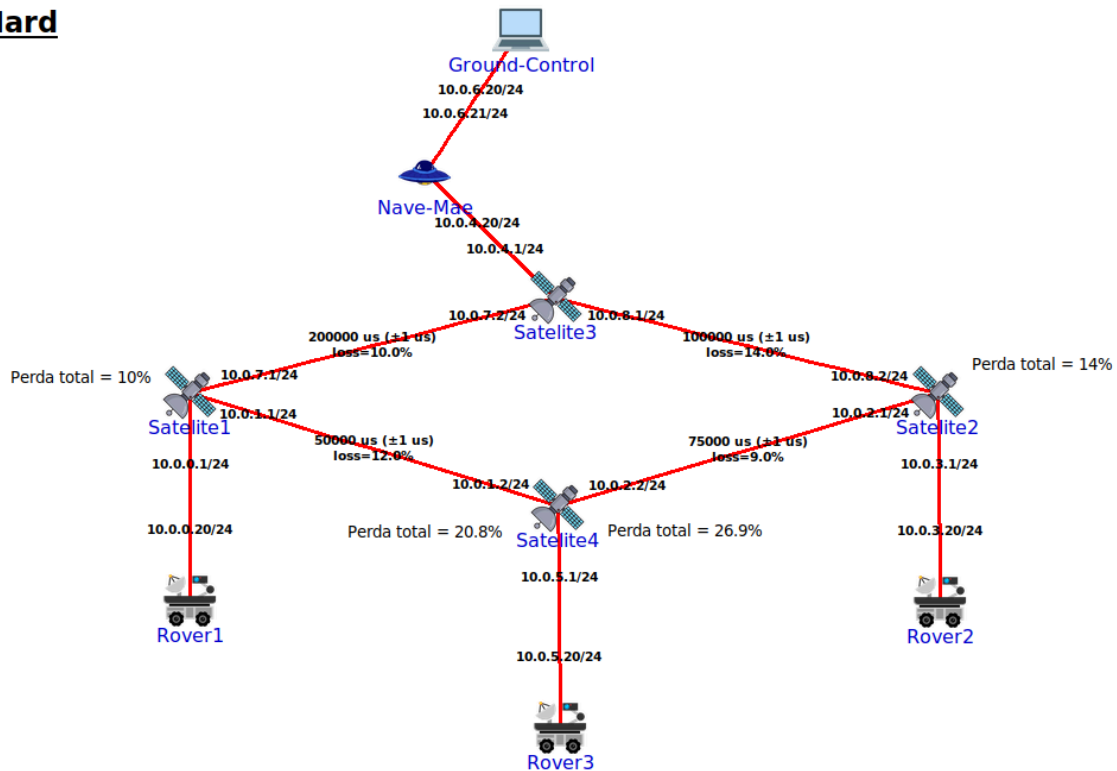 lard
Ground-Control
10.0.6.20/24
10.0.6.21/24
Nave-Mae
10.0.4.20/24
10.0.4.1/24
10.0.7.2/24
10.0.8.1/24
Satelite3
200000 us (±1 us)
loss=10.0%
100000 us (±1 us)
loss=14.0%
Perda total = 10%
10.0.7.1/24
10.0.8.2/24
Perda total = 14%
10.0.1.1/24
10.0.2.1/24
Satelite1
Satelite2
50000 us (±1 us)
loss=12.0%
75000 us (±1 us)
loss=9.0%
10.0.0.1/24
10.0.3.1/24
10.0.1.2/24
10.0.2.2/24
10.0.0.20/24
Perda total = 20.8%
Satelite4
Perda total = 26.9%
10.0.3.20/24
10.0.5.1/24
Rover1
Rover2
10.0.5.20/24
Rover3